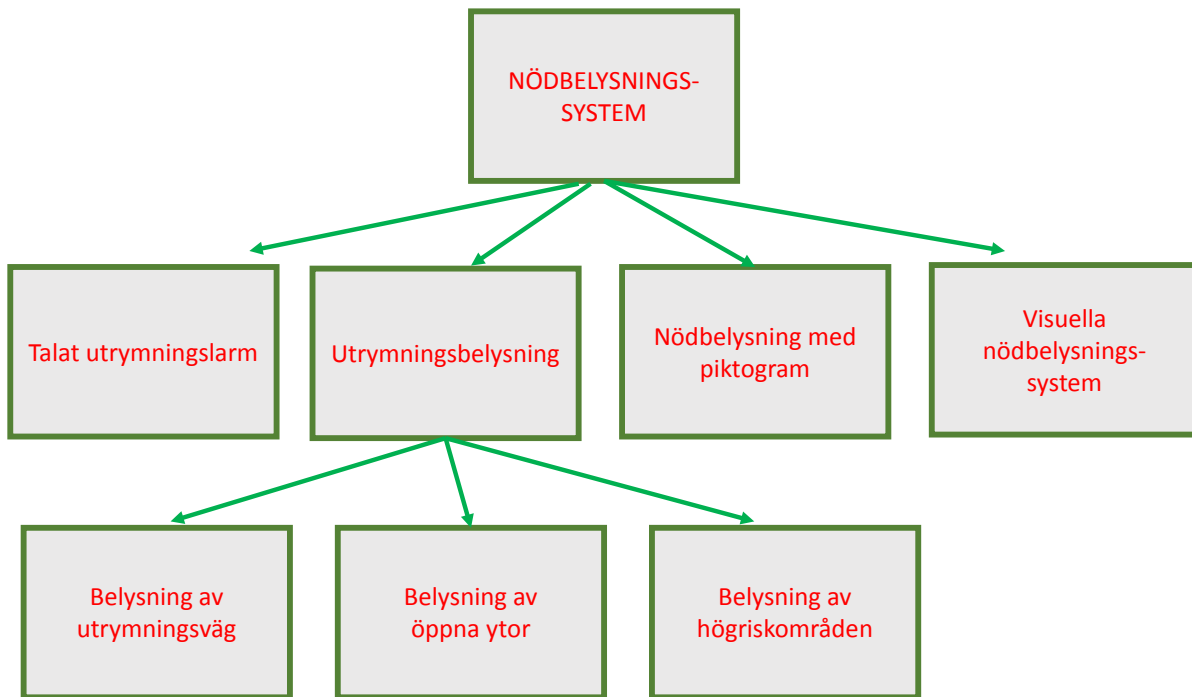 NÖDBELYSNINGS-
SYSTEM
Talat utrymningslarm
Utrymningsbelysning
Nödbelysning med
piktogram
Visuella
nödbelysnings-
system
Belysning av
utrymningsväg
Belysning av
öppna ytor
Belysning av
högriskområden